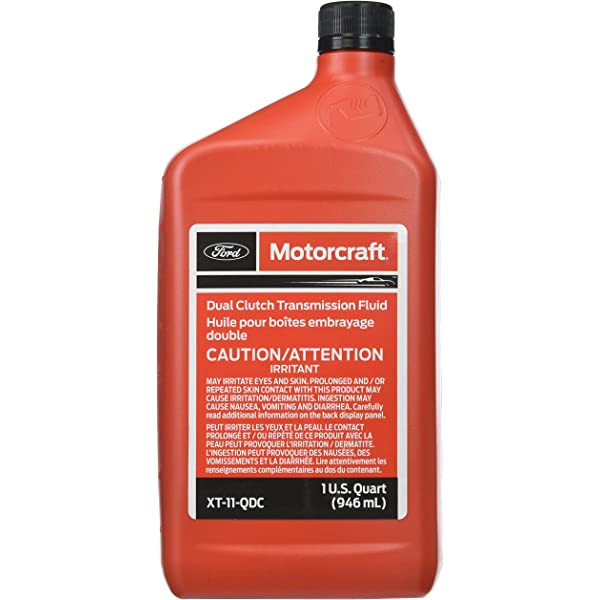 Ford
Motorcraft
Dual Clutch Transmission Fluid
Huile pour boîtes embrayage
double
CAUTION/ATTENTION
IRRITANT
MAY IRRITATE EYES AND SKIN. PROLONGED AND / OR
REPEATED SKIN CONTACT WITH THIS PRODUCT MAY
CAUSE IRRITATION/DERMATITIS. INGESTION MAY
CAUSE NAUSEA, VOMITING AND DIARRHEA. Carefully
read additional information on the back display panel.
PEUT IRRITER LES YEUX ET LA PEAU. LE CONTACT
PROLONGÉ ET / OU RÉPÉTÉ DE CE PRODUIT AVEC LA
PEAU PEUT PROVOQUER L'IRRITATION / DERMATITE.
L'INGESTION PEUT PROVOQUER DES NAUSÉES, DES
VOMISSEMENTS ET LA DIARRHÉE. Lire attentivement les
renseignements complémentaires au dos du contenant.
XT-11-QDC
1 U.S. Quart
(946 mL)